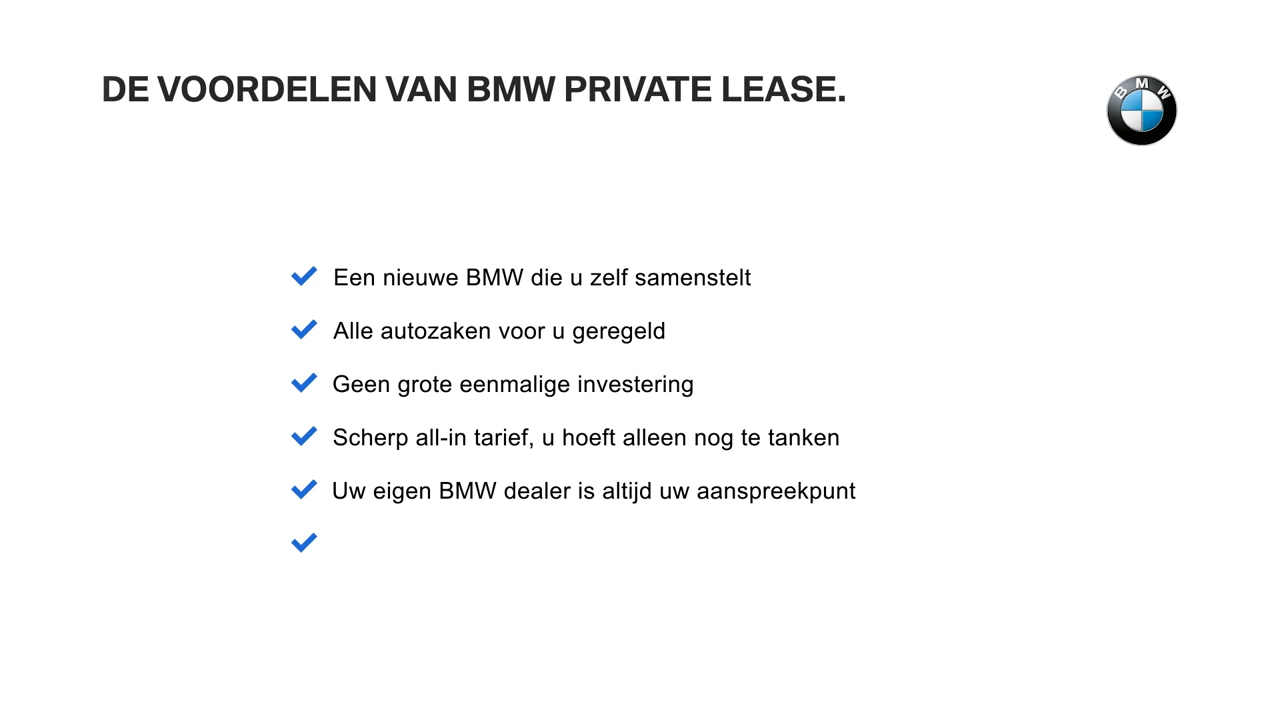 DE VOORDELEN VAN BMW PRIVATE LEASE.
BMW
Een nieuwe BMW die u zelf samenstelt
Alle autozaken voor u geregeld
Geen grote eenmalige investering
Scherp all-in tarief, u hoeft alleen nog te tanken
Uw eigen BMW dealer is altijd uw aanspreekpunt